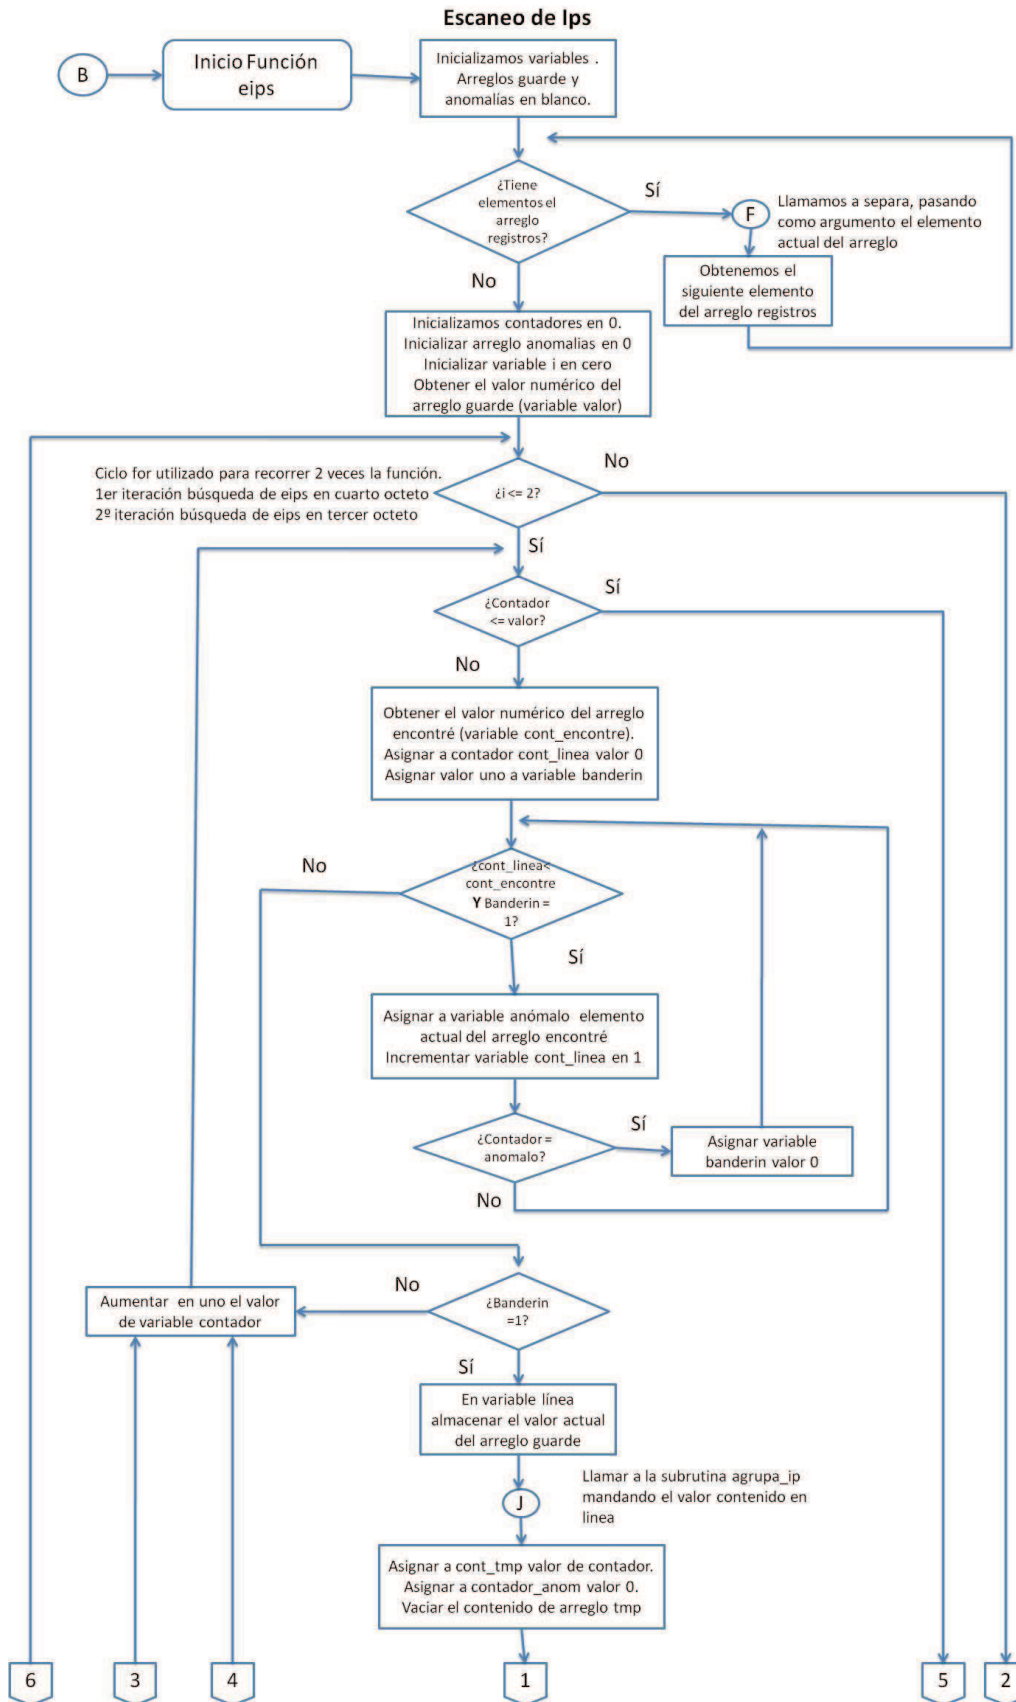 Escaneo de Ips
B
Inicio Función
eips
Inicializamos variables .
Arreglos guarde y
anomalías en blanco.
¿Tiene
elementos el
arreglo
registros?
Sí
F
Llamamos a separa, pasando
como argumento el elemento
actual del arreglo
Obtenemos el
siguiente elemento
del arreglo registros
No
Inicializamos contadores en 0.
Inicializar arreglo anomalias en 0
Inicializar variable i en cero
Obtener el valor numérico del
arreglo guarde (variable valor)
Ciclo for utilizado para recorrer 2 veces la función.
1er iteración búsqueda de eips en cuarto octeto
2º iteración búsqueda de eips en tercer octeto
¿i <= 2?
No
Sí
¿Contador
<= valor?
Sí
No
Obtener el valor numérico del arreglo
encontré (variable cont_encontre).
Asignar a contador cont_linea valor 0
Asignar valor uno a variable banderin
No
¿cont_linea<
cont_encontre
Y Banderin =
1?
Sí
Asignar a variable anómalo elemento
actual del arreglo encontré
Incrementar variable cont_linea en 1
¿Contador =
anomalo?
Sí
Asignar variable
banderin valor 0
No
¿Banderin
=1?
No
Aumentar en uno el valor
de variable contador
Sí
En variable línea
almacenar el valor actual
del arreglo guarde
J
Llamar a la subrutina agrupa_ip
mandando el valor contenido en
linea
Asignar a cont_tmp valor de contador.
Asignar a contador_anom valor 0.
Vaciar el contenido de arreglo tmp
6
3
4
1
5
2